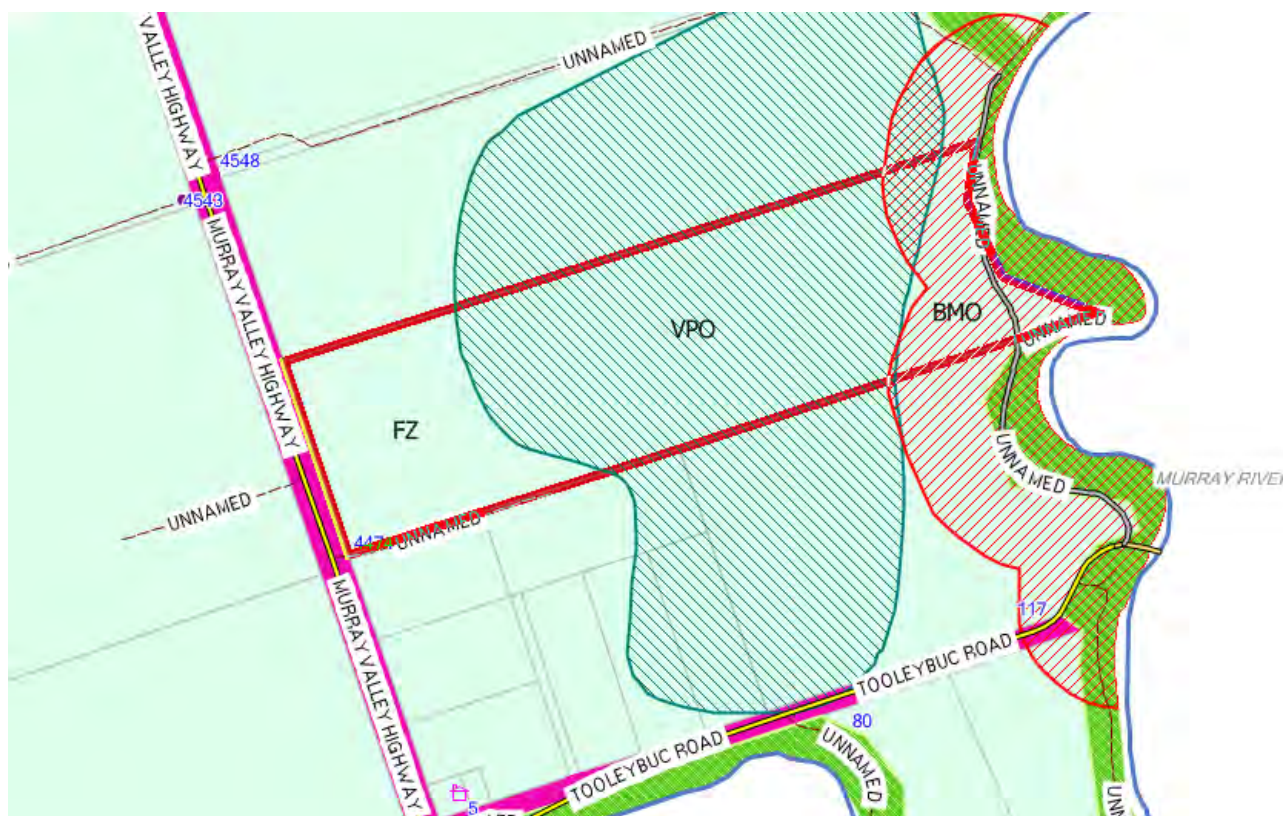 VALLEY HIGHWAY
UNNAMED
4548
4543
MURRAY VALLEY HIGHWAY
UNNAMED
VPO
BMO
UNNAMED
FZ
UNNAMED
UNNAMED
MURRAY RIVER
UNNAMED
MURRAY VALLEY HIGHWAY
117
TOOLEYBUC ROAD
80
TOOLEYBUC ROAD
UNNAMED
5